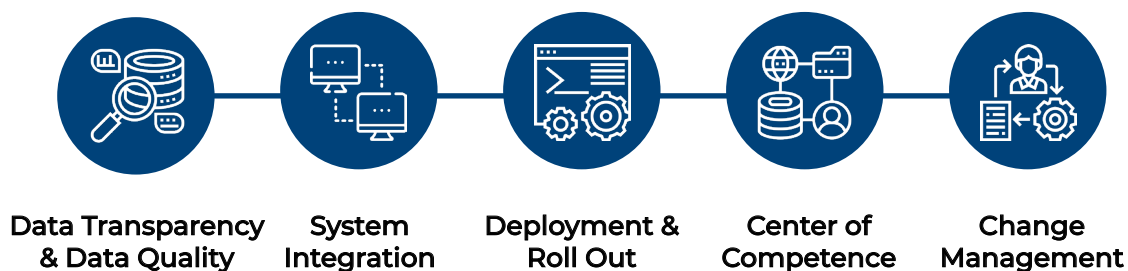 Data Transparency
& Data Quality
System
Integration
Deployment &
Roll Out
Center of
Competence
Change
Management